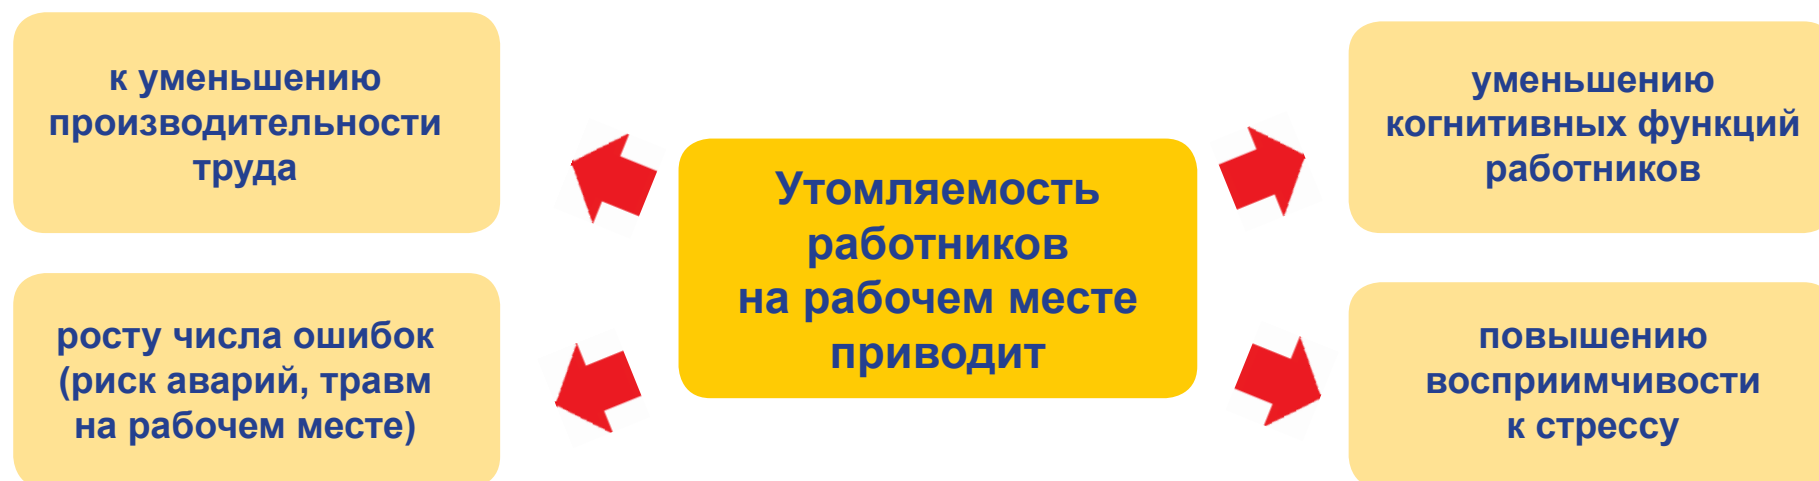 к уменьшению
производительности
труда
росту числа ошибок
(риск аварий, травм
на рабочем месте)
Утомляемость
работников
на рабочем месте
приводит
уменьшению
когнитивных функций
работников
повышению
восприимчивости
к стрессу